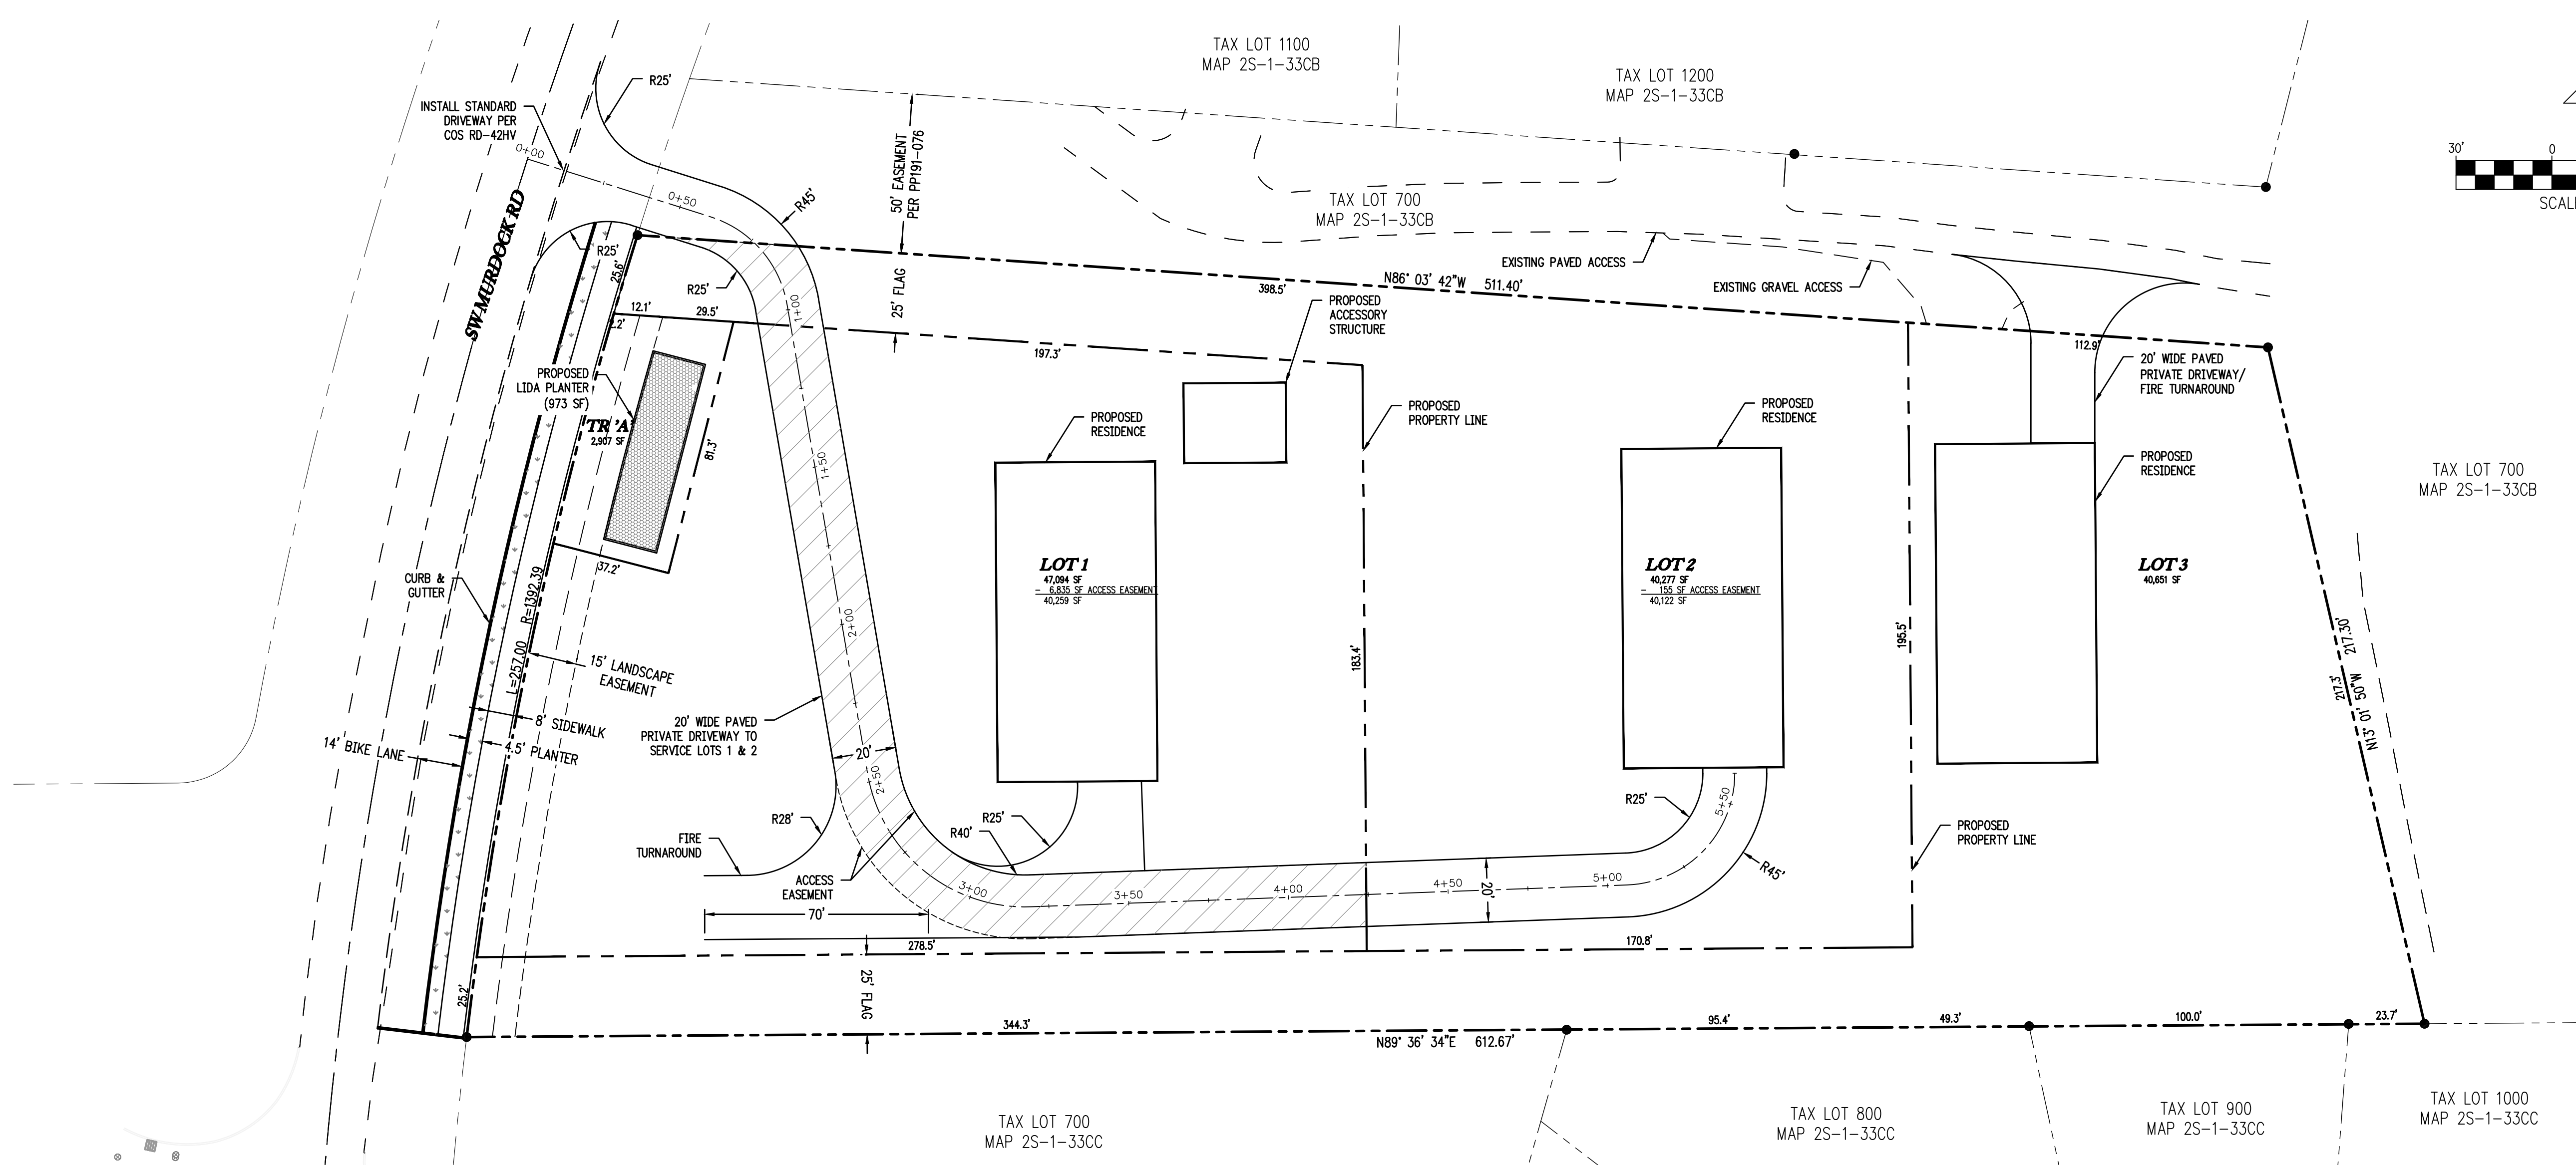 TAX LOT 1100
MAP 2S-1-33CB
TAX LOT 1200
MAP 2S-1-33CB
R25'
INSTALL STANDARD
DRIVEWAY PER
COS RD-42HV
0+00
0+50
R45'
50' EASEMENT
PER PP191-076
TAX LOT 700
MAP 2S-1-33CB
30'
0
SW MURDOCK RD
R25'
25.6'
R25'
25' FLAG
EXISTING PAVED ACCESS
N86° 03' 42"W 511.40'
398.5'
EXISTING GRAVEL ACCESS
12.1'
29.5'
2.2'
1+00
PROPOSED
ACCESSORY
STRUCTURE
197.3'
112.9'
20' WIDE PAVED
PRIVATE DRIVEWAY/
FIRE TURNAROUND
PROPOSED
LIDA PLANTER
(973 SF)
TR 'A'
2,907 SF
81.3'
PROPOSED
RESIDENCE
PROPOSED
PROPERTY LINE
PROPOSED
RESIDENCE
PROPOSED
RESIDENCE
1+50
TAX LOT 700
MAP 2S-1-33CB
37.2'
CURB &
GUTTER
L=257.00 R=1392.39
LOT 1
47,094 SF
- 6,835 SF ACCESS EASEMENT
40,259 SF
LOT 2
40,277 SF
- 155 SF ACCESS EASEMENT
40,122 SF
LOT 3
40,651 SF
2+00
183.4'
195.5'
217.3'
N13° 01' 50"W 217.30'
15' LANDSCAPE
EASEMENT
8' SIDEWALK
4.5' PLANTER
14' BIKE LANE
20' WIDE PAVED
PRIVATE DRIVEWAY TO
SERVICE LOTS 1 & 2
20'
2+50
R28'
R25'
R40'
R25'
5+50
FIRE
TURNAROUND
ACCESS
EASEMENT
3+00
3+50
4+00
4+50
5+00
20'
R45'
PROPOSED
PROPERTY LINE
70'
278.5'
170.8'
25.2'
25' FLAG
344.3'
95.4'
49.3'
100.0'
23.7'
N89° 36' 34"E 612.67'
TAX LOT 700
MAP 2S-1-33CC
TAX LOT 800
MAP 2S-1-33CC
TAX LOT 900
MAP 2S-1-33CC
TAX LOT 1000
MAP 2S-1-33CC